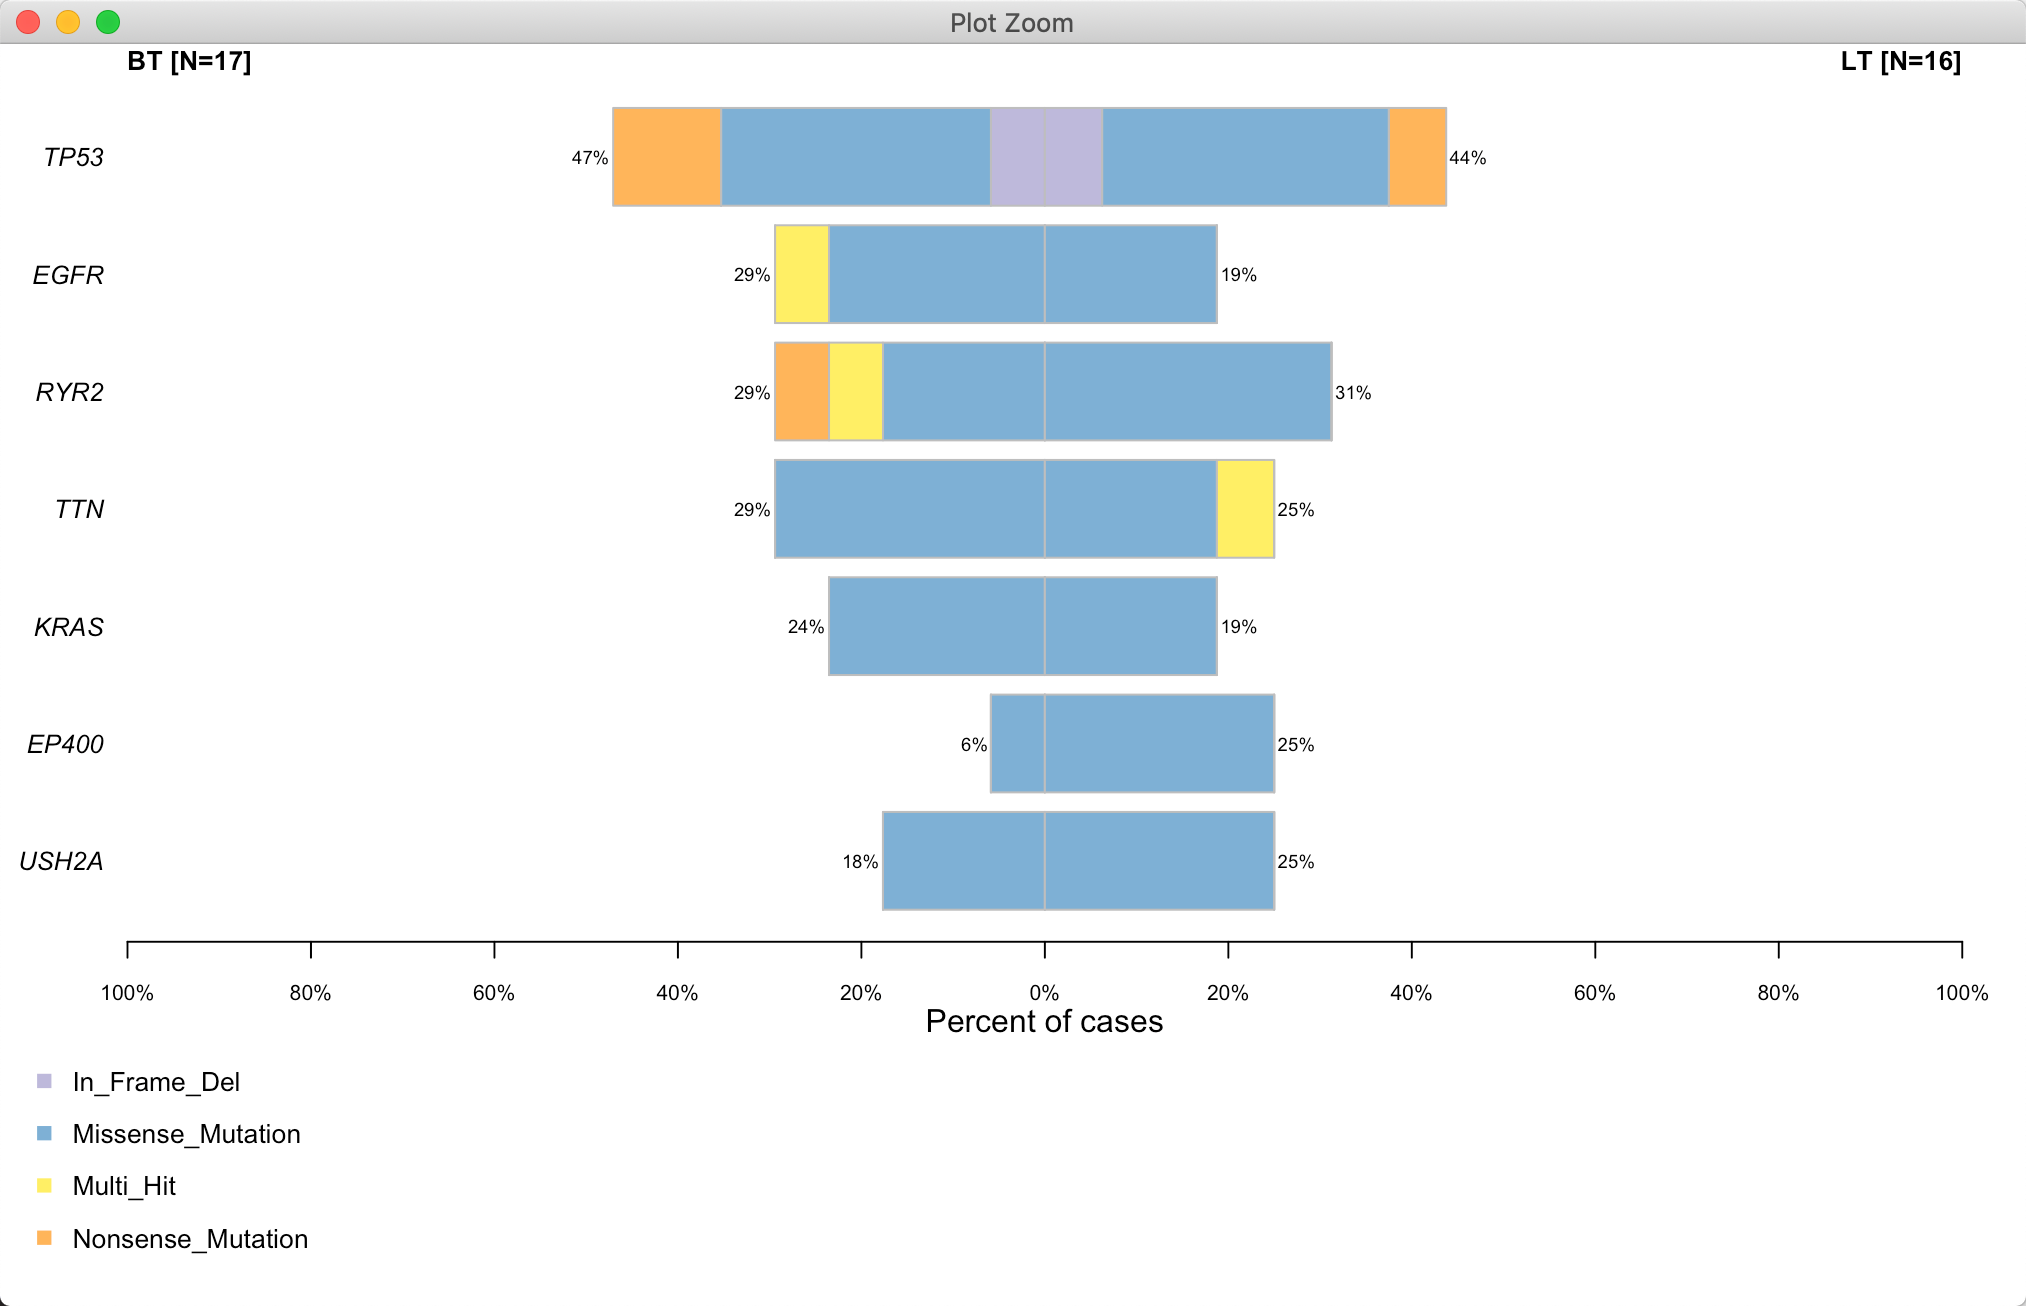 Plot Zoom
BT [N=17] LT [N=16]
TP53 47% 44%
EGFR 29% 19%
RYR2 29% 31%
TTN 29% 25%
KRAS 24% 19%
EP400 6% 25%
USH2A 18% 25%
100% 80% 60% 40% 20% 0% 20% 40% 60% 80% 100%
Percent of cases
In_Frame_Del
Missense_Mutation
Multi_Hit
Nonsense_Mutation